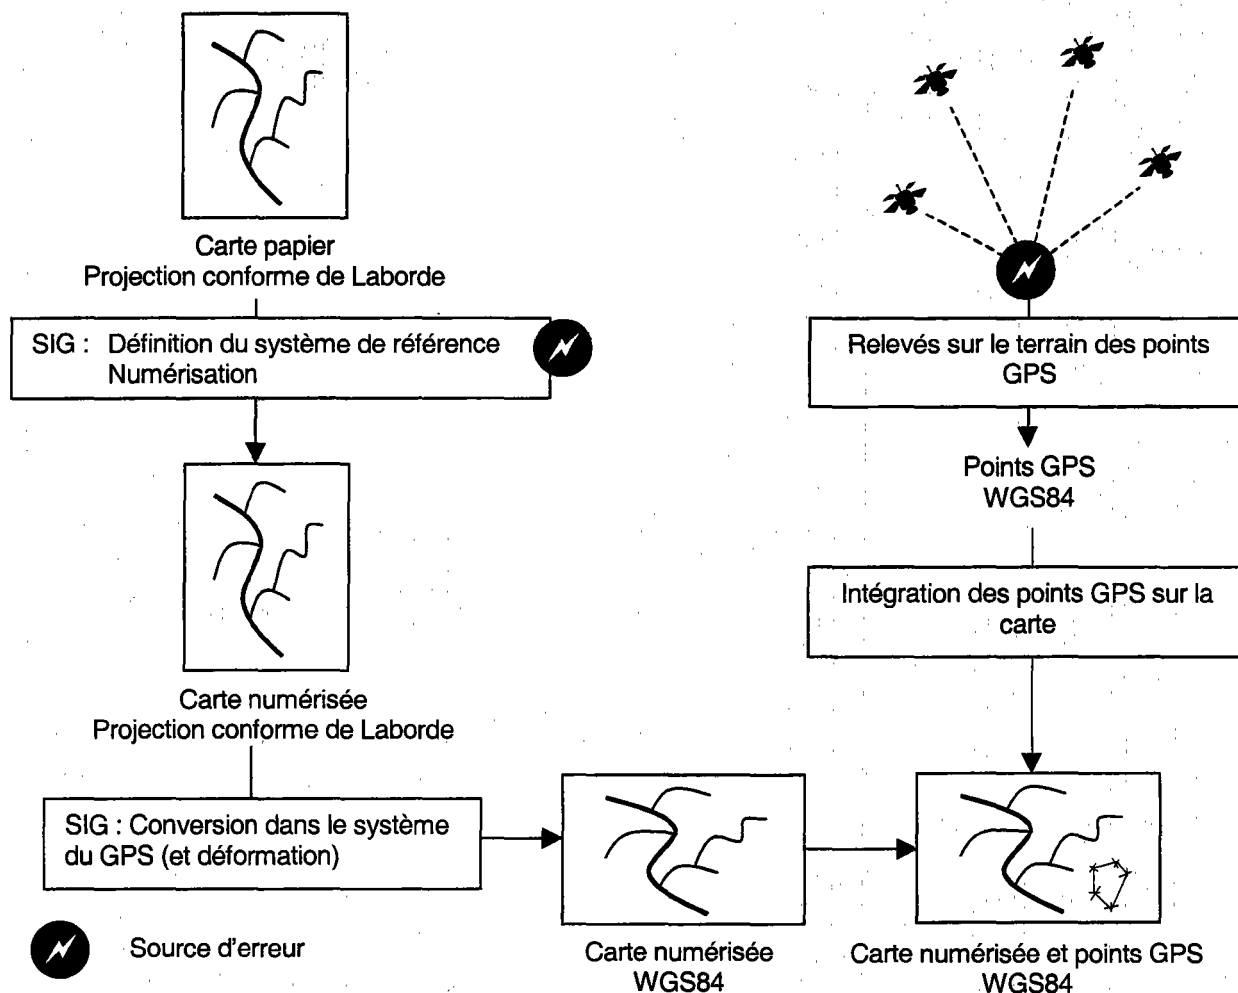 Carte papier
Projection conforme de Laborde
SIG : Définition du système de référence
Numérisation
Carte numérisée
Projection conforme de Laborde
SIG : Conversion dans le système
du GPS (et déformation)
Source d'erreur
Carte numérisée
WGS84
Relevés sur le terrain des points
GPS
Points GPS
WGS84
Intégration des points GPS sur la
carte
Carte numérisée et points GPS
WGS84